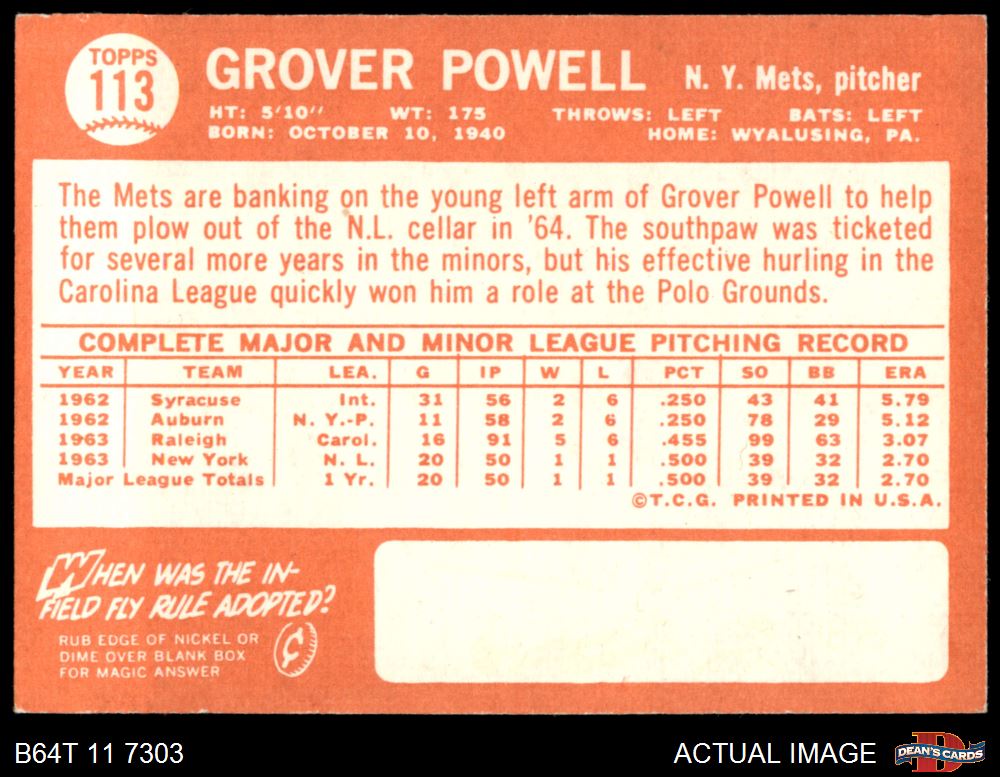 TOPPS
113
GROVER POWELL N. Y. Mets, pitcher
HT: 5'10" WT: 175 THROWS: LEFT BATS: LEFT
BORN: OCTOBER 10, 1940 HOME: WYALUSING, PA.
The Mets are banking on the young left arm of Grover Powell to help
them plow out of the N.L. cellar in '64. The southpaw was ticketed
for several more years in the minors, but his effective hurling in the
Carolina League quickly won him a role at the Polo Grounds.
COMPLETE MAJOR AND MINOR LEAGUE PITCHING RECORD
YEAR TEAM LEA. G IP W L PCT SO BB ERA
1962 Syracuse Int. 31 56 2 6 .250 43 41 5.79
1962 Auburn N. Y.-P. 11 58 2 6 .250 78 29 5.12
1963 Raleigh Carol. 16 91 5 6 .455 99 63 3.07
1963 New York N. L. 20 50 1 1 .500 39 32 2.70
Major League Totals 1 Yr. 20 50 1 1 .500 39 32 2.70
©T.C.G. PRINTED IN U.S.A.
WHEN WAS THE IN-
FIELD FLY RULE ADOPTED?
RUB EDGE OF NICKEL OR
DIME OVER BLANK BOX
FOR MAGIC ANSWER
¢
B64T 11 7303 ACTUAL IMAGE DEAN'S CARDS